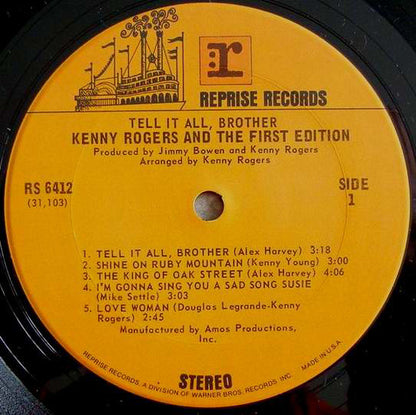 r:
REPRISE RECORDS
TELL IT ALL, BROTHER
KENNY ROGERS AND THE FIRST EDITION
Produced by Jimmy Bowen and Kenny Rogers
Arranged by Kenny Rogers
RS 6412
(31,103)
SIDE
1
1. TELL IT ALL, BROTHER (Alex Harvey) 3:18
2. SHINE ON RUBY MOUNTAIN (Kenny Young) 3:00
3. THE KING OF OAK STREET (Alex Harvey) 4:06
4. I'M GONNA SING YOU A SAD SONG SUSIE
(Mike Settle) 3:03
5. LOVE WOMAN (Douglas Legrande-Kenny
Rogers) 2:45
Manufactured by Amos Productions,
Inc.
STEREO
REPRISE RECORDS, A DIVISION OF WARNER BROS. RECORDS INC. MADE IN U.S.A.